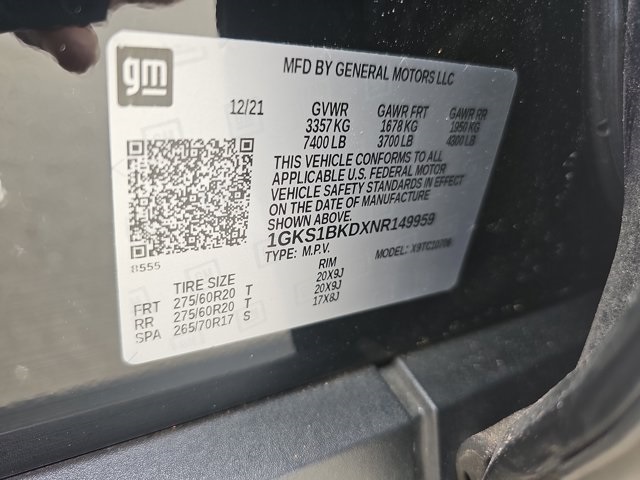 gm
MFD BY GENERAL MOTORS LLC
12/21 GVWR GAWR FRT GAWR RR
3357 KG 1678 KG 1950 KG
7400 LB 3700 LB 4300 LB
THIS VEHICLE CONFORMS TO ALL
APPLICABLE U.S. FEDERAL MOTOR
VEHICLE SAFETY STANDARDS IN EFFECT
ON THE DATE OF MANUFACTURE
SHOWN ABOVE.
1GKS1BKDXNR149959
TYPE: M.P.V. MODEL:
8555
TIRE SIZE RIM
FRT 275/60R20 T 20X9J
RR 275/60R20 T 20X9J
SPA 265/70R17 S 17X8J